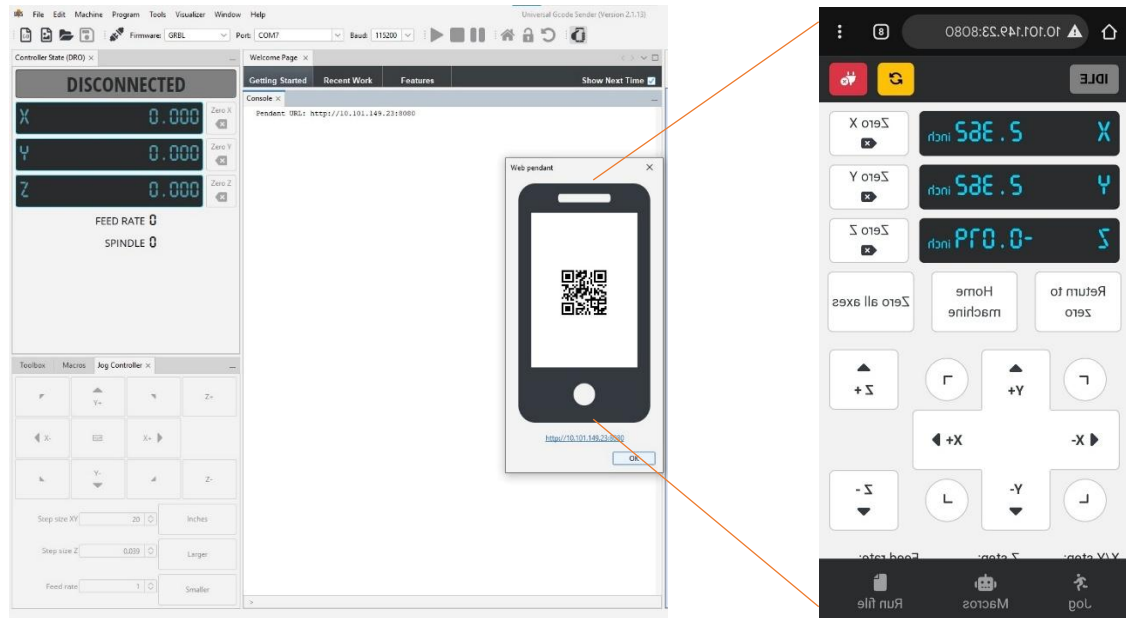 File Edit Machine Program Tools Visualizer Window Help
Universal Gcode Sender (Version 2.1.13)
Firmware: GRBL Port: COM7 Baud: 115200
Controller State (DRO) ×
DISCONNECTED
X 0.000 Zero X
Y 0.000 Zero Y
Z 0.000 Zero Z
FEED RATE 0
SPINDLE 0
Toolbox Macros Jog Controller ×
Y+ Z+
X- X+
Y- Z-
Step size XY 20 Inches
Step size Z 0.039 Larger
Feed rate 1 Smaller
Welcome Page ×
Getting Started Recent Work Features Show Next Time
Console ×
Pendant URL: http://10.101.149.23:8080
>
Web pendant
http://10.101.149.23:8080
OK
10.101.149.23:8080 8
IDLE
X 2.362 inch Zero X
Y 2.362 inch Zero Y
Z -0.079 inch Zero Z
Return to zero
Home machine
Zero all axes
Y+ Z +
X- X+
Y- Z -
X/Y step: Z step: Feed rate:
Jog Macros Run file